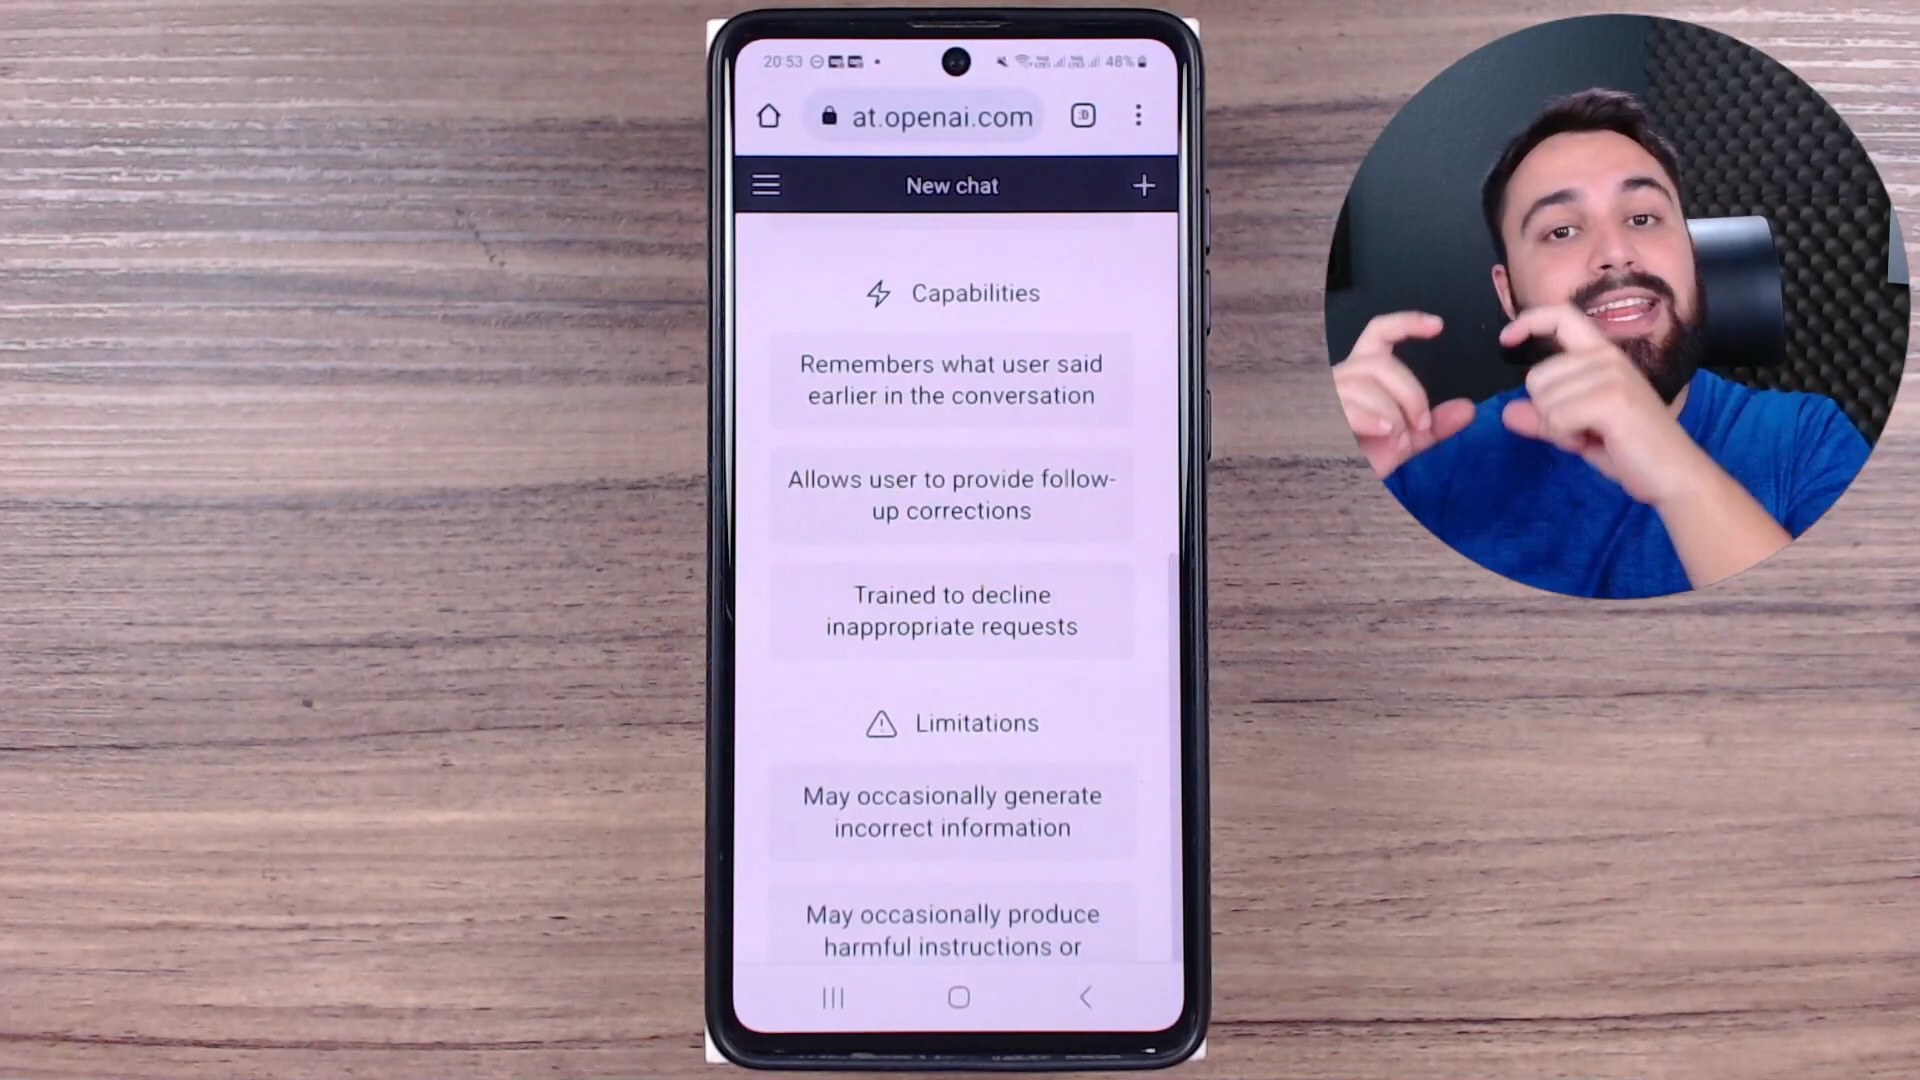 20:53
48%
at.openai.com
:D
New chat
Capabilities
Remembers what user said
earlier in the conversation
Allows user to provide follow-
up corrections
Trained to decline
inappropriate requests
Limitations
May occasionally generate
incorrect information
May occasionally produce
harmful instructions or